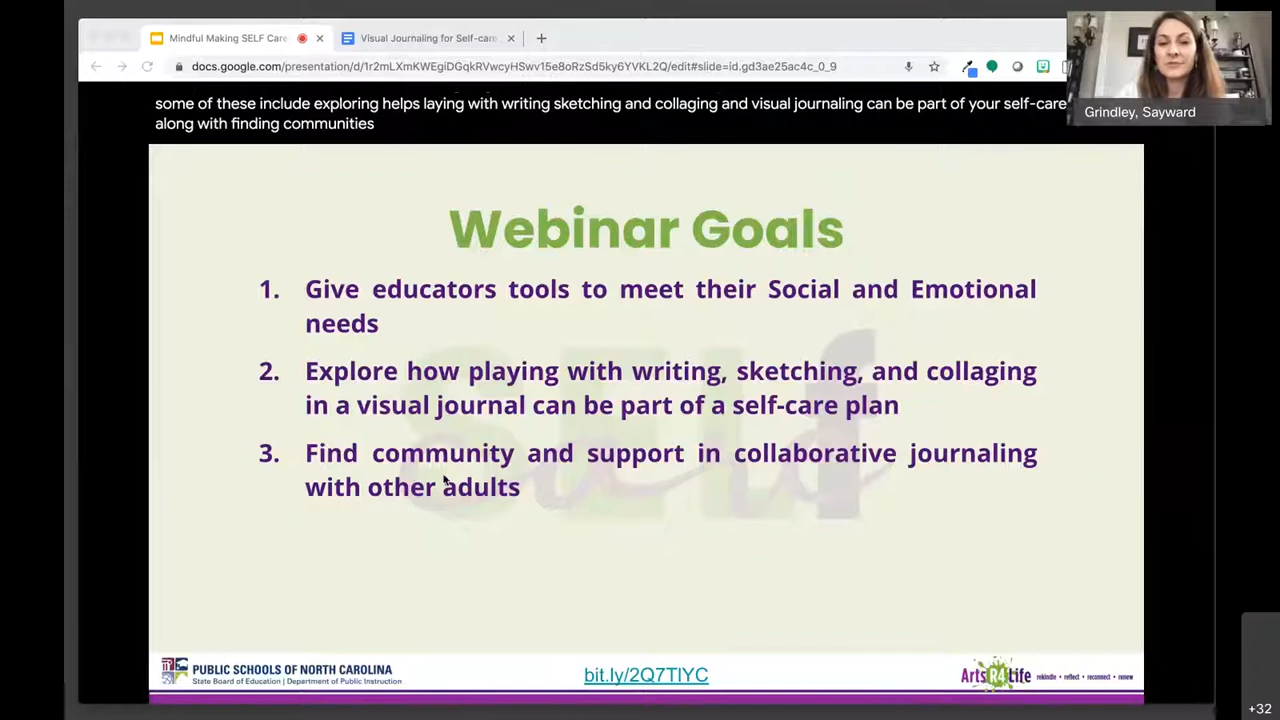 Mindful Making SELF Care
Visual Journaling for Self-care
docs.google.com/presentation/d/1r2mLXmKWEgiDGq8KVwcyHSwv15e8oRzSd5ky6YVKL2Q/edit#slide=id.gd3ae25ac4c_0_9
some of these include exploring helps laying with writing sketching and collaging and visual journaling can be part of your self-care
along with finding communities
Grindley, Sayward
Webinar Goals
1. Give educators tools to meet their Social and Emotional
needs
2. Explore how playing with writing, sketching, and collaging
in a visual journal can be part of a self-care plan
3. Find community and support in collaborative journaling
with other adults
SELF
PUBLIC SCHOOLS OF NORTH CAROLINA
State Board of Education | Department of Public Instruction
bit.ly/2Q7TIYC
Arts R4 Life
rekindle • reflect • reconnect • renew
+32